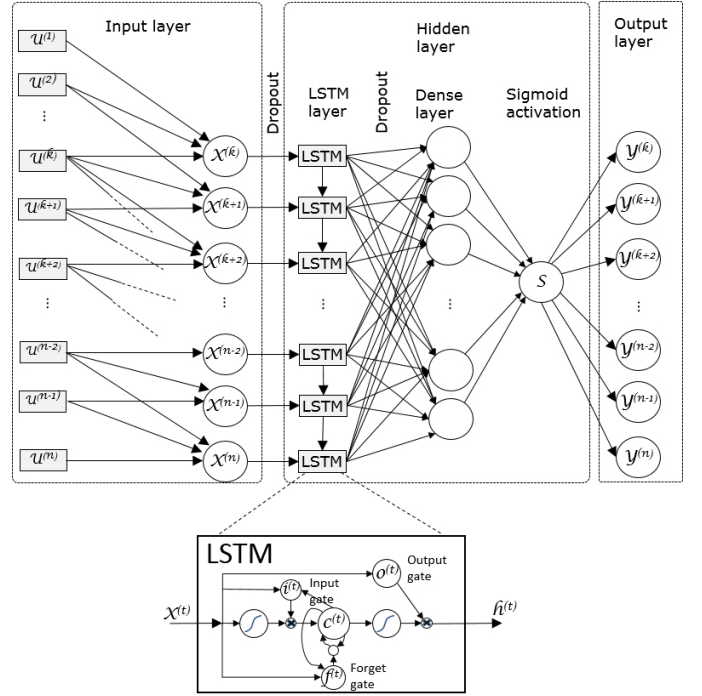 Input layer
Hidden
layer
Output
layer
Dropout
LSTM
layer
Dropout
Dense
layer
Sigmoid
activation
𝒰(1)
𝒰(2)
⋮
𝒰(k)
𝒰(k+1)
𝒰(k+2)
⋮
𝒰(n-2)
𝒰(n-1)
𝒰(n)
𝒳(k)
𝒳(k+1)
𝒳(k+2)
⋮
𝒳(n-2)
𝒳(n-1)
𝒳(n)
LSTM
LSTM
LSTM
⋮
LSTM
LSTM
LSTM
⋮
S
𝒴(k)
𝒴(k+1)
𝒴(k+2)
⋮
𝒴(n-2)
𝒴(n-1)
𝒴(n)
LSTM
Output
gate
o(t)
Input
gate
i(t)
𝒳(t)
c(t)
h(t)
f(t)
Forget
gate